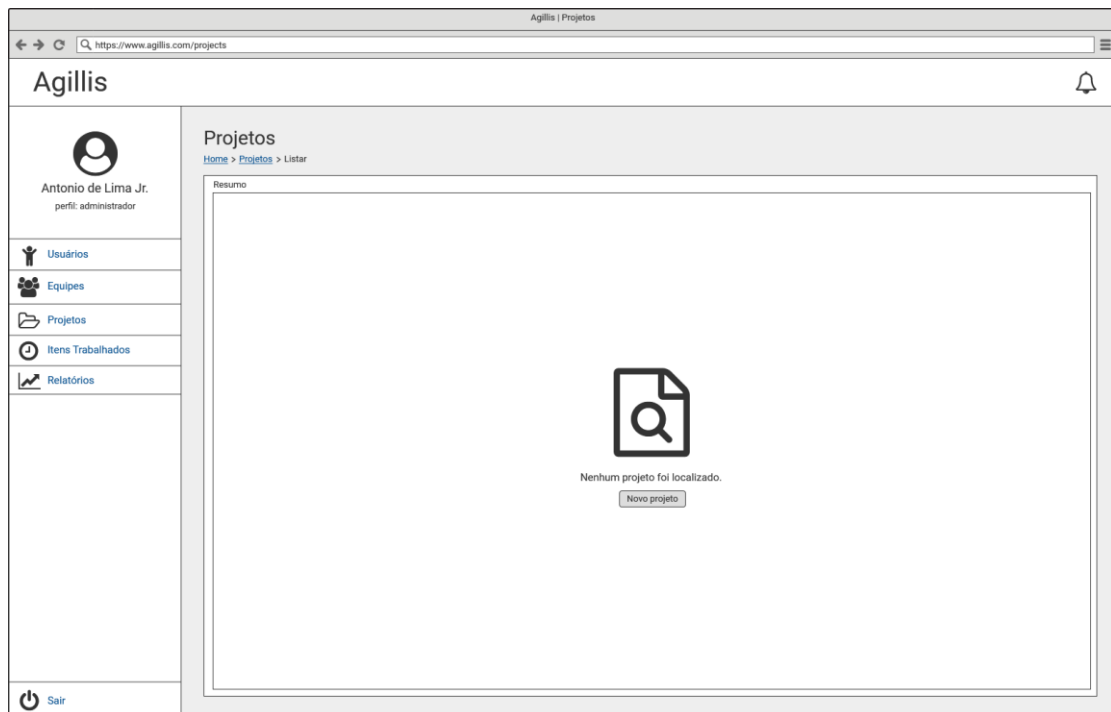 Agillis | Projetos
https://www.agillis.com/projects
Agillis
Antonio de Lima Jr.
perfil: administrador
Usuários
Equipes
Projetos
Itens Trabalhados
Relatórios
Sair
Projetos
Home > Projetos > Listar
Resumo
Nenhum projeto foi localizado.
Novo projeto